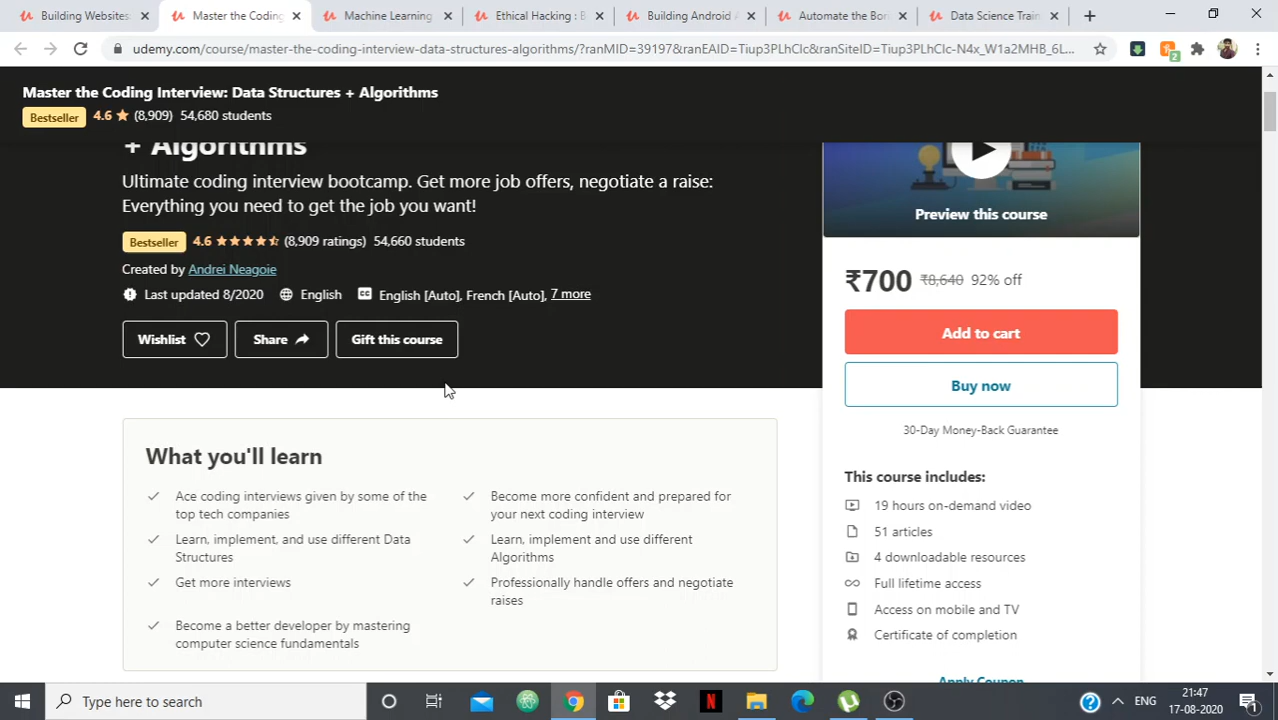 Building Websites
Master the Coding
Machine Learning
Ethical Hacking : B
Building Android A
Automate the Bor
Data Science Train
udemy.com/course/master-the-coding-interview-data-structures-algorithms/?ranMID=39197&ranEAID=Tiup3PLhClc&ranSiteID=Tiup3PLhClc-N4x_W1a2MHB_6L...
2
Master the Coding Interview: Data Structures + Algorithms
Bestseller 4.6 (8,909) 54,680 students
+ Algorithms
Ultimate coding interview bootcamp. Get more job offers, negotiate a raise:
Everything you need to get the job you want!
Bestseller 4.6 (8,909 ratings) 54,660 students
Created by Andrei Neagoie
Last updated 8/2020 English CC English [Auto], French [Auto], 7 more
Wishlist
Share
Gift this course
Preview this course
₹700 ₹8,640 92% off
Add to cart
Buy now
30-Day Money-Back Guarantee
This course includes:
19 hours on-demand video
51 articles
4 downloadable resources
Full lifetime access
Access on mobile and TV
Certificate of completion
Apply Coupon
What you'll learn
Ace coding interviews given by some of the
top tech companies
Become more confident and prepared for
your next coding interview
Learn, implement, and use different Data
Structures
Learn, implement and use different
Algorithms
Get more interviews
Professionally handle offers and negotiate
raises
Become a better developer by mastering
computer science fundamentals
Type here to search
N
ENG
21:47
17-08-2020
1